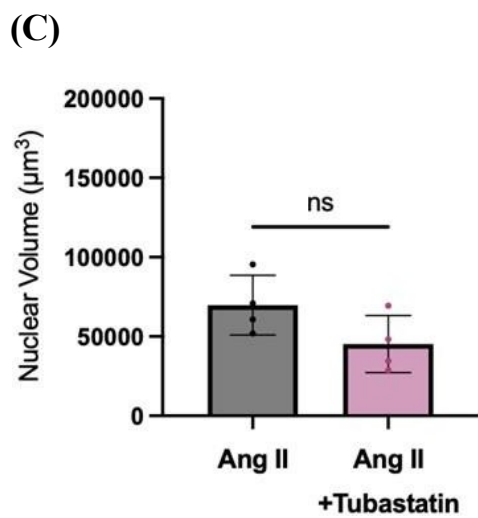 (C)
Nuclear Volume (µm³)
200000
150000
100000
50000
0
ns
Ang II
Ang II
+Tubastatin